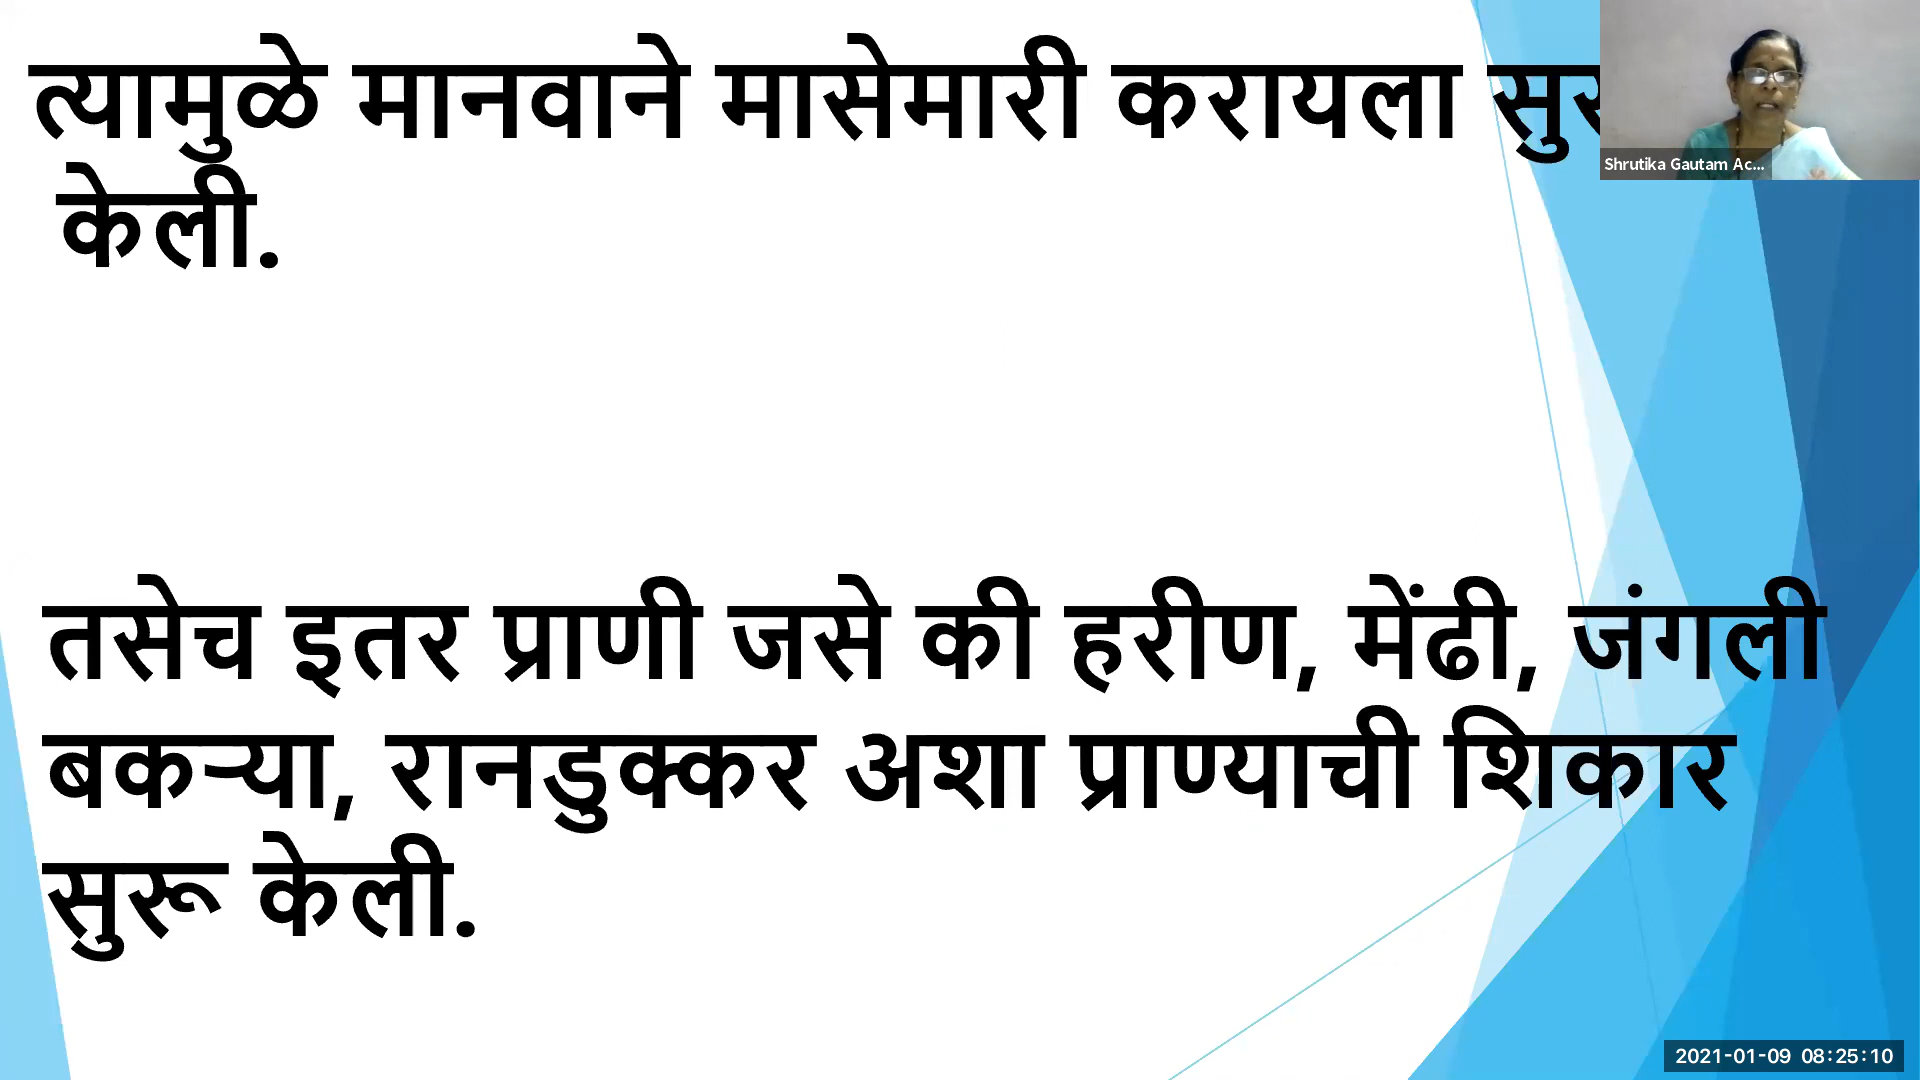 त्यामुळे मानवाने मासेमारी करायला
केली.
तसेच इतर प्राणी जसे की हरीण, मेंढी, जंगली
बकऱ्या, रानडुक्कर अशा प्राण्याची शिकार
सुरू केली.
Shrutika Gautam Ac...
2021-01-09 08:25:10